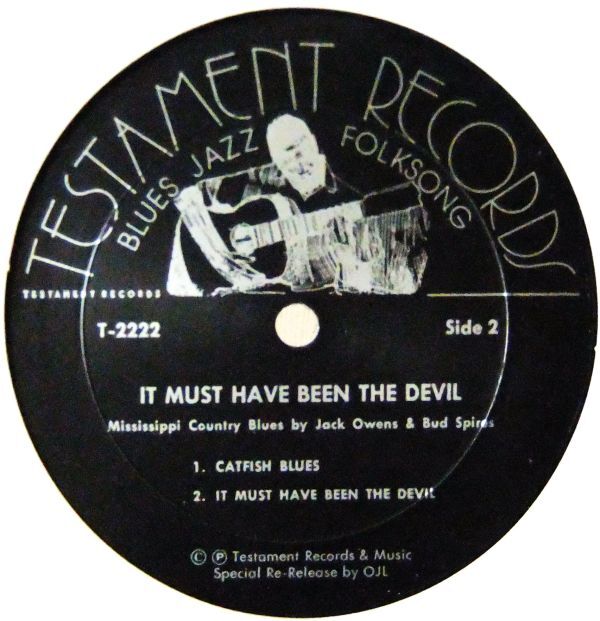 TESTAMENT RECORDS
BLUES JAZZ FOLKSONG
TESTAMENT RECORDS
T-2222
Side 2
IT MUST HAVE BEEN THE DEVIL
Mississippi Country Blues by Jack Owens & Bud Spires
1. CATFISH BLUES
2. IT MUST HAVE BEEN THE DEVIL
© ℗ Testament Records & Music
Special Re-Release by OJL